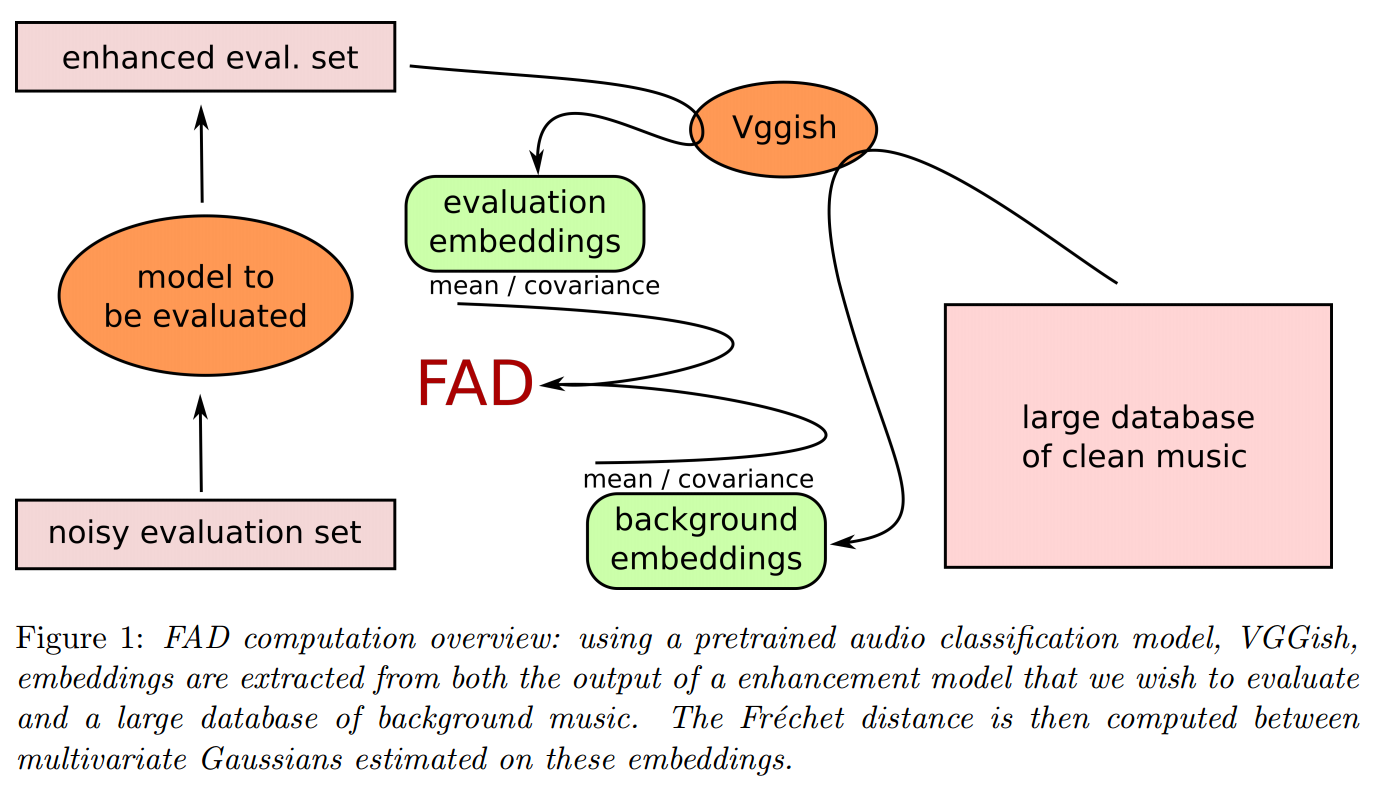 enhanced eval. set
Vggish
evaluation
embeddings
mean / covariance
model to
be evaluated
FAD
large database
of clean music
mean / covariance
background
embeddings
noisy evaluation set
Figure 1: FAD computation overview: using a pretrained audio classification model, VGGish,
embeddings are extracted from both the output of a enhancement model that we wish to evaluate
and a large database of background music. The Fréchet distance is then computed between
multivariate Gaussians estimated on these embeddings.